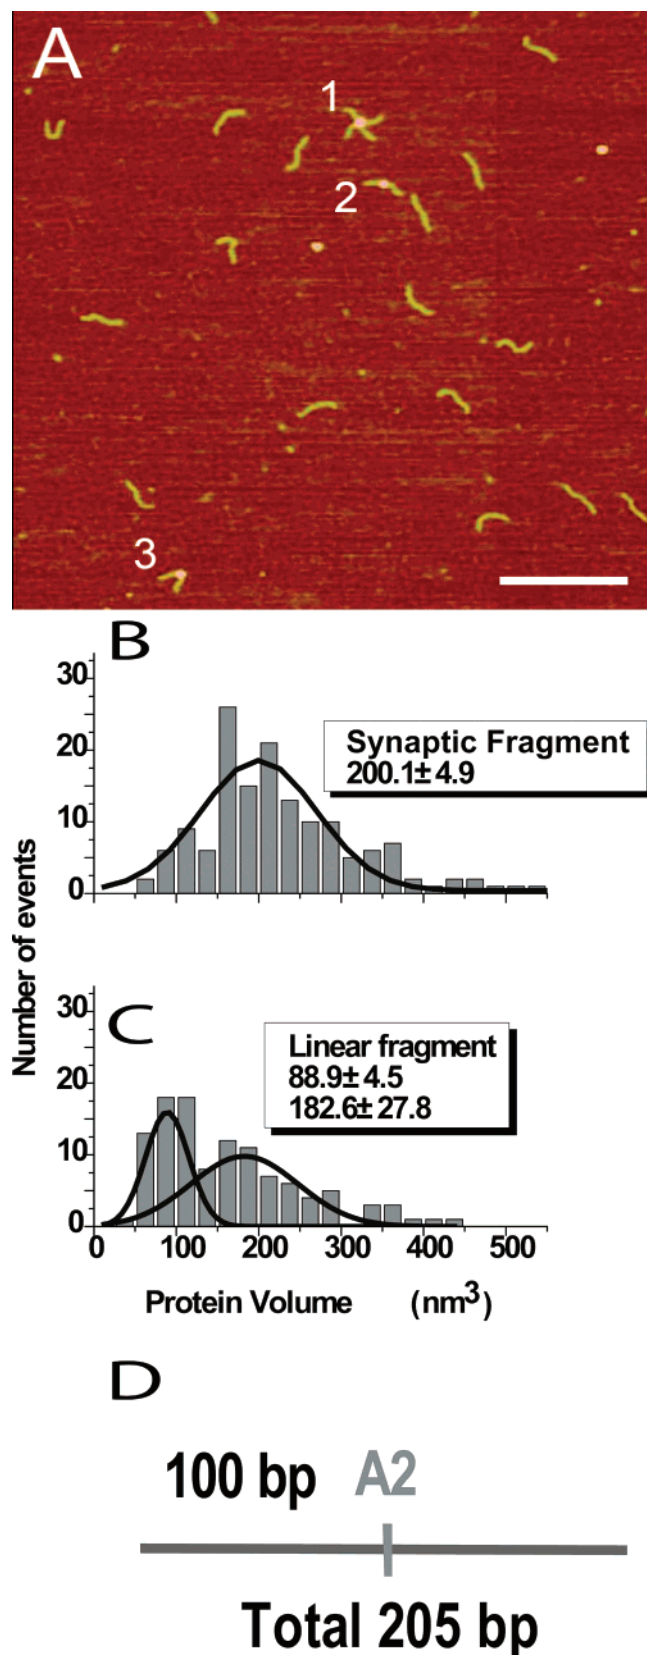 A
1
2
3
B
30
20
10
0
Synaptic Fragment
200.1± 4.9
Number of events
C
30
20
10
0
Linear fragment
88.9± 4.5
182.6± 27.8
0 100 200 300 400 500
Protein Volume (nm³)
D
100 bp A2
Total 205 bp